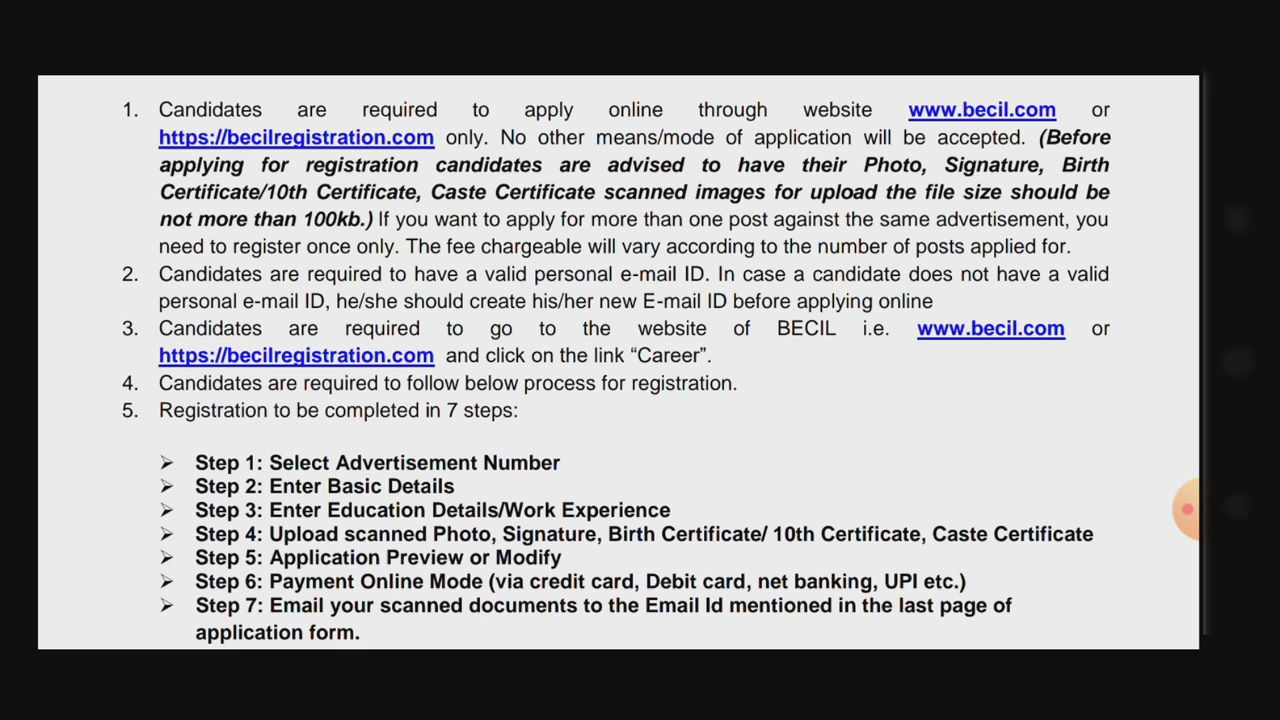 1. Candidates are required to apply online through website www.becil.com or
https://becilregistration.com only. No other means/mode of application will be accepted. (Before
applying for registration candidates are advised to have their Photo, Signature, Birth
Certificate/10th Certificate, Caste Certificate scanned images for upload the file size should be
not more than 100kb.) If you want to apply for more than one post against the same advertisement, you
need to register once only. The fee chargeable will vary according to the number of posts applied for.
2. Candidates are required to have a valid personal e-mail ID. In case a candidate does not have a valid
personal e-mail ID, he/she should create his/her new E-mail ID before applying online
3. Candidates are required to go to the website of BECIL i.e. www.becil.com or
https://becilregistration.com and click on the link “Career”.
4. Candidates are required to follow below process for registration.
5. Registration to be completed in 7 steps:
➢ Step 1: Select Advertisement Number
➢ Step 2: Enter Basic Details
➢ Step 3: Enter Education Details/Work Experience
➢ Step 4: Upload scanned Photo, Signature, Birth Certificate/ 10th Certificate, Caste Certificate
➢ Step 5: Application Preview or Modify
➢ Step 6: Payment Online Mode (via credit card, Debit card, net banking, UPI etc.)
➢ Step 7: Email your scanned documents to the Email Id mentioned in the last page of
application form.